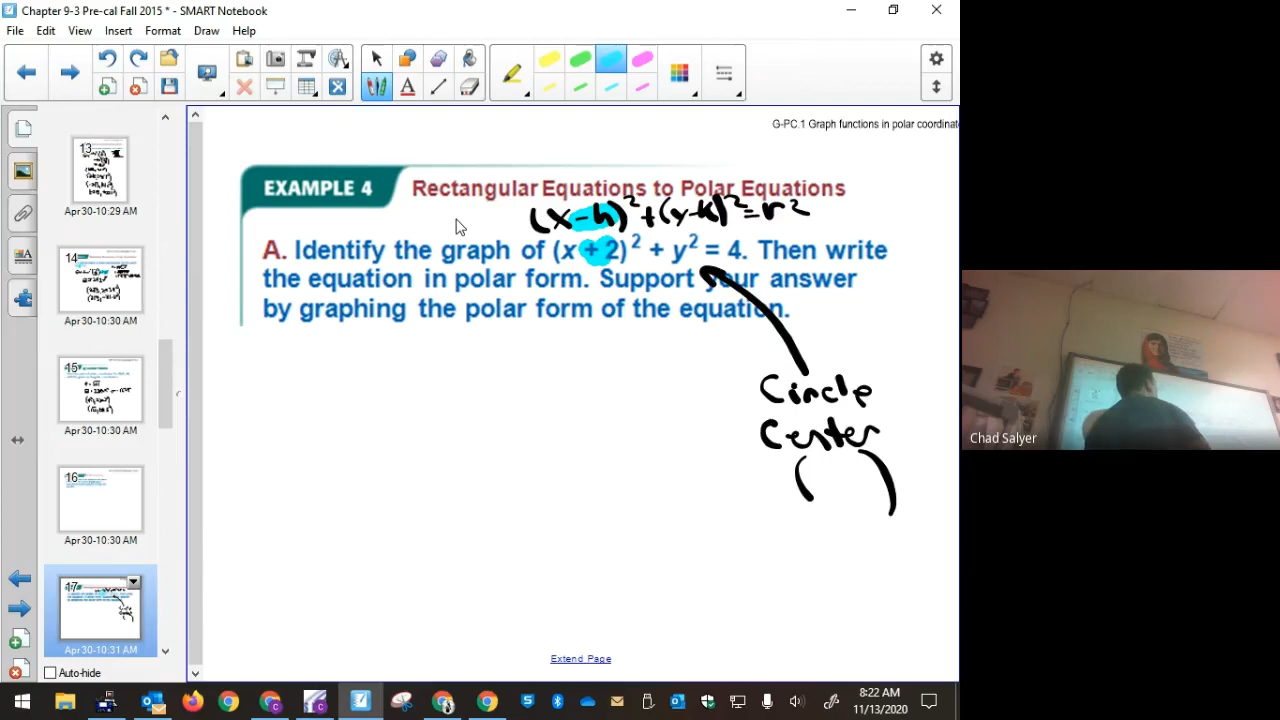 Chapter 9-3 Pre-cal Fall 2015 * - SMART Notebook
File Edit View Insert Format Draw Help
G-PC.1 Graph functions in polar coordinat
EXAMPLE 4 Rectangular Equations to Polar Equations
(x-h)² + (y-k)² = r²
A. Identify the graph of (x + 2)² + y² = 4. Then write
the equation in polar form. Support your answer
by graphing the polar form of the equation.
Circle
Center
( )
Extend Page
13
Apr 30-10:29 AM
14
Apr 30-10:30 AM
15
Apr 30-10:30 AM
16
Apr 30-10:30 AM
17
Apr 30-10:31 AM
Auto-hide
Chad Salyer
8:22 AM
11/13/2020